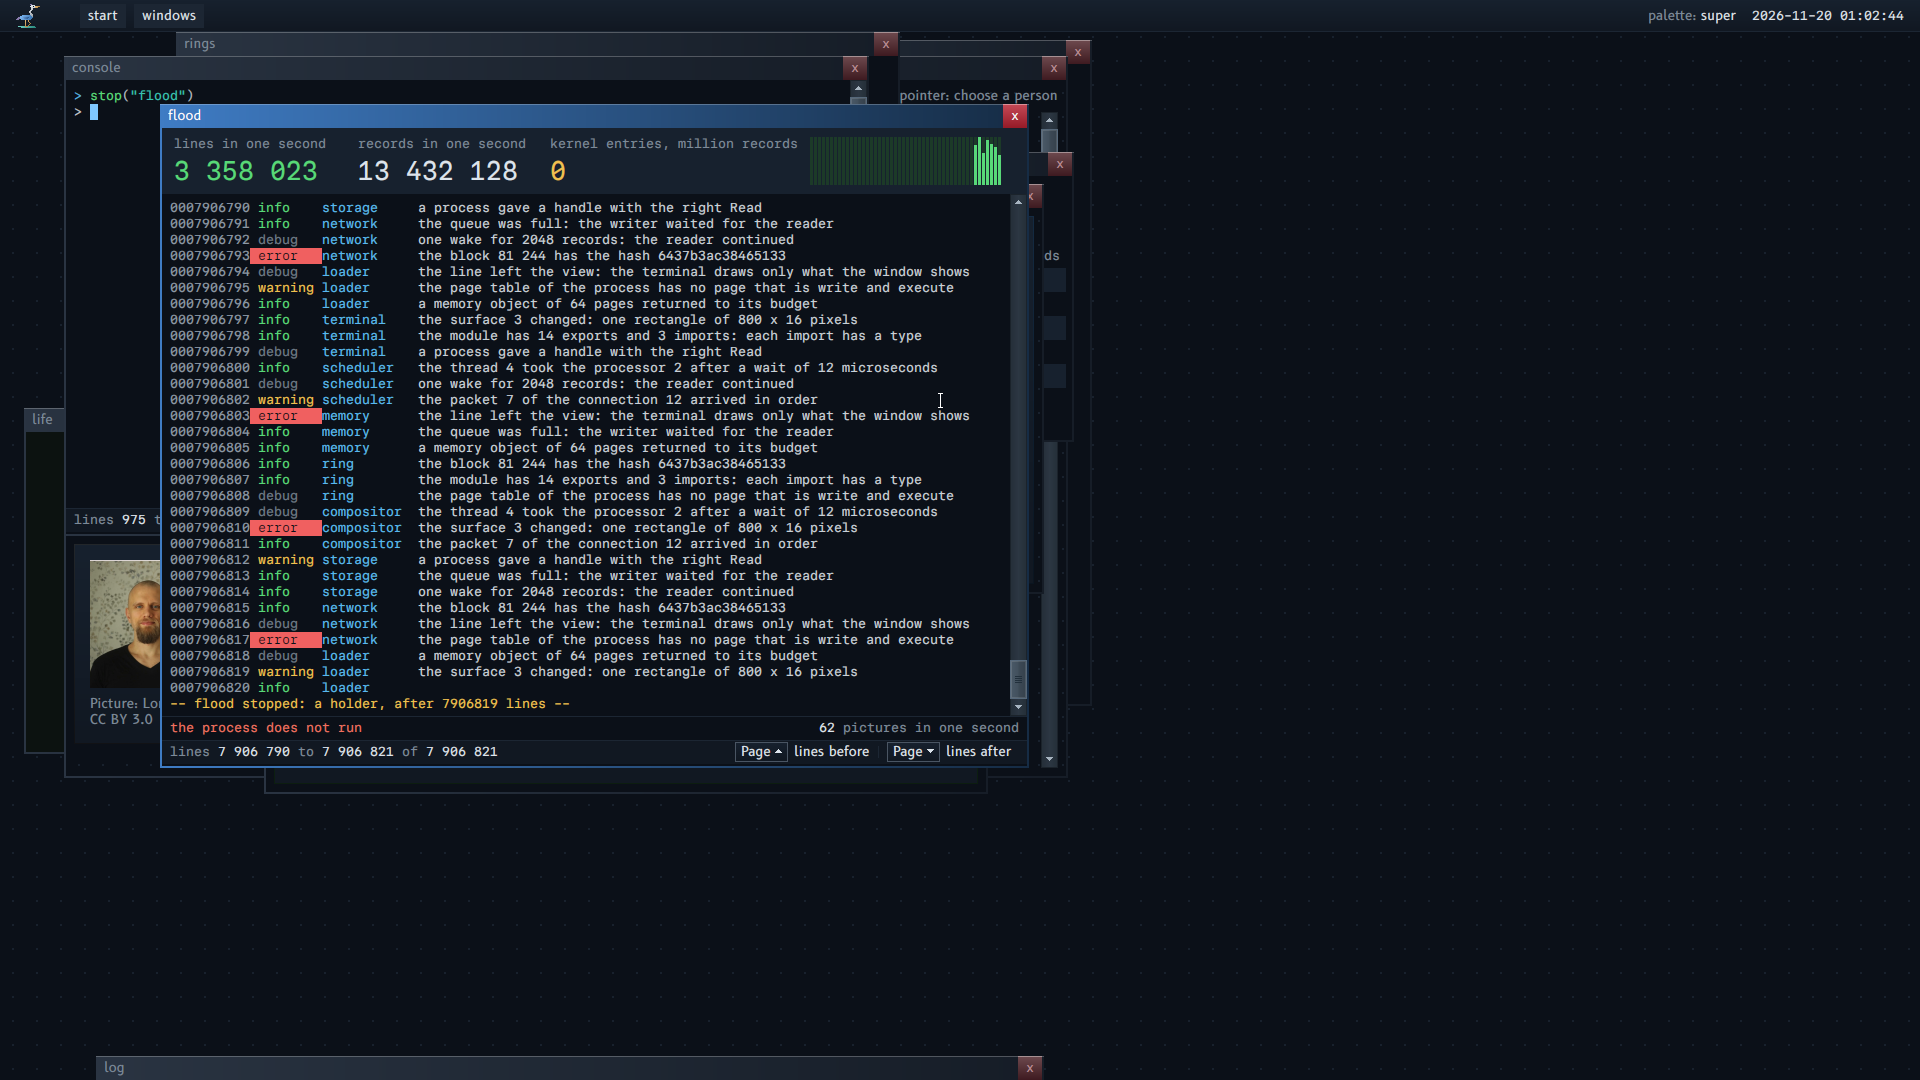 start windows palette: super 2026-11-20 01:02:44
rings x
x
console x
x
> stop("flood")
pointer: choose a person
>
flood x
lines in one second records in one second kernel entries, million records
3 358 023 13 432 128 0
x
x
ds
0007906790 info storage a process gave a handle with the right Read
0007906791 info network the queue was full: the writer waited for the reader
0007906792 debug network one wake for 2048 records: the reader continued
0007906793 error network the block 81 244 has the hash 6437b3ac38465133
0007906794 debug loader the line left the view: the terminal draws only what the window shows
0007906795 warning loader the page table of the process has no page that is write and execute
0007906796 info loader a memory object of 64 pages returned to its budget
0007906797 info terminal the surface 3 changed: one rectangle of 800 x 16 pixels
0007906798 info terminal the module has 14 exports and 3 imports: each import has a type
0007906799 debug terminal a process gave a handle with the right Read
0007906800 info scheduler the thread 4 took the processor 2 after a wait of 12 microseconds
0007906801 debug scheduler one wake for 2048 records: the reader continued
0007906802 warning scheduler the packet 7 of the connection 12 arrived in order
0007906803 error memory the line left the view: the terminal draws only what the window shows
0007906804 info memory the queue was full: the writer waited for the reader
0007906805 info memory a memory object of 64 pages returned to its budget
0007906806 info ring the block 81 244 has the hash 6437b3ac38465133
0007906807 info ring the module has 14 exports and 3 imports: each import has a type
0007906808 debug ring the page table of the process has no page that is write and execute
0007906809 debug compositor the thread 4 took the processor 2 after a wait of 12 microseconds
0007906810 error compositor the surface 3 changed: one rectangle of 800 x 16 pixels
0007906811 info compositor the packet 7 of the connection 12 arrived in order
0007906812 warning storage a process gave a handle with the right Read
0007906813 info storage the queue was full: the writer waited for the reader
0007906814 info storage one wake for 2048 records: the reader continued
0007906815 info network the block 81 244 has the hash 6437b3ac38465133
0007906816 debug network the line left the view: the terminal draws only what the window shows
0007906817 error network the page table of the process has no page that is write and execute
0007906818 debug loader a memory object of 64 pages returned to its budget
0007906819 warning loader the surface 3 changed: one rectangle of 800 x 16 pixels
0007906820 info loader
-- flood stopped: a holder, after 7906819 lines --
the process does not run 62 pictures in one second
lines 7 906 790 to 7 906 821 of 7 906 821 Page lines before Page lines after
life
lines 975 t
Picture: Lo
CC BY 3.0
log x